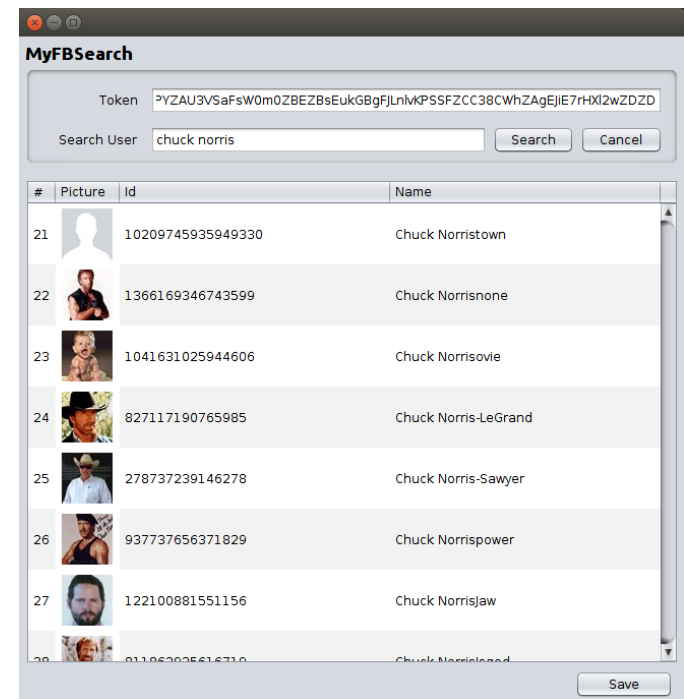 MyFBSearch
Token PYZAU3VSaFsW0m0ZBEZBsEukGBgFJLnlvKPSSFZCC38CWhZAgEJiE7rHXl2wZDZD
Search User chuck norris Search Cancel
# Picture Id Name
21 10209745935949330 Chuck Norristown
22 1366169346743599 Chuck Norrisnone
23 1041631025944606 Chuck Norrisovie
24 827117190765985 Chuck Norris-LeGrand
25 278737239146278 Chuck Norris-Sawyer
26 937737656371829 Chuck Norrispower
27 122100881551156 Chuck NorrisJaw
28 Chuck
Save